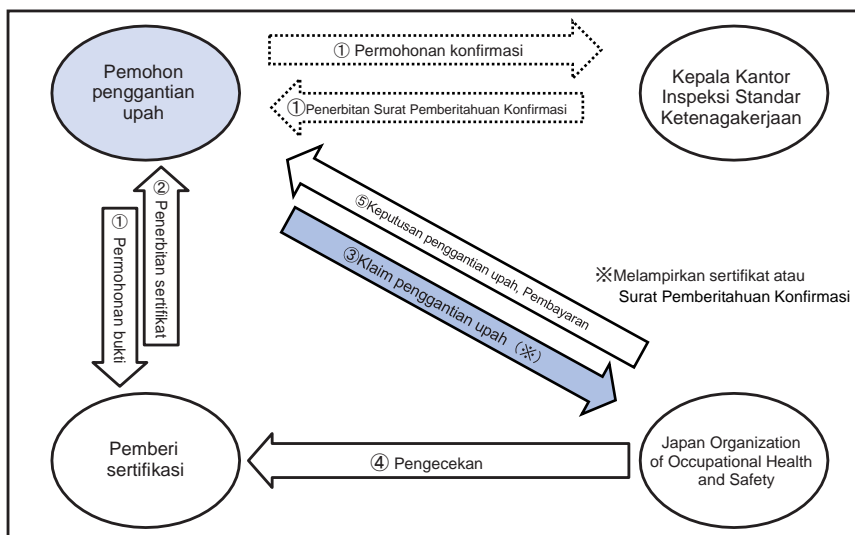 ① Permohonan konfirmasi
Pemohon
penggantian
upah
Kepala Kantor
Inspeksi Standar
Ketenagakerjaan
①Penerbitan Surat Pemberitahuan Konfirmasi
① Permohonan bukti
② Penerbitan sertifikat
⑤Keputusan penggantian upah, Pembayaran
③Klaim penggantian upah（※）
※Melampirkan sertifikat atau
Surat Pemberitahuan Konfirmasi
Pemberi
sertifikasi
④ Pengecekan
Japan Organization
of Occupational Health
and Safety